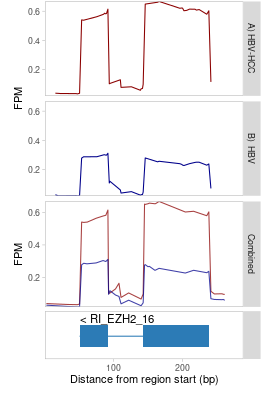 0.6
0.4
0.2
A) HBV-HCC
FPM
0.6
0.4
0.2
B) HBV
0.6
0.4
0.2
Combined
FPM
< RI_EZH2_16
100
200
Distance from region start (bp)